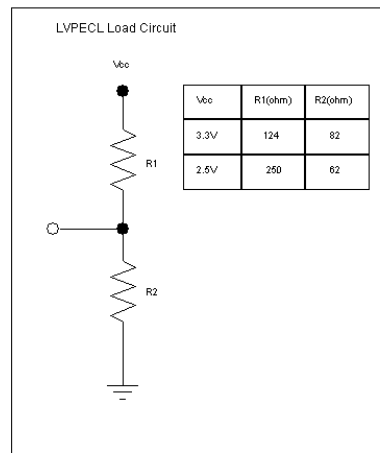 LVPECL Load Circuit
Vcc
Vcc R1(ohm) R2(ohm)
3.3V 124 82
2.5V 250 62
R1
R2